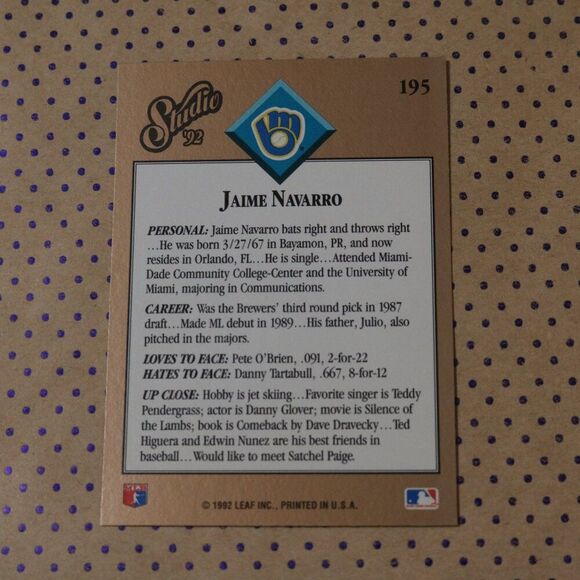 Studio '92
195
JAIME NAVARRO
PERSONAL: Jaime Navarro bats right and throws right
...He was born 3/27/67 in Bayamon, PR, and now
resides in Orlando, FL...He is single...Attended Miami-
Dade Community College-Center and the University of
Miami, majoring in Communications.
CAREER: Was the Brewers' third round pick in 1987
draft...Made ML debut in 1989...His father, Julio, also
pitched in the majors.
LOVES TO FACE: Pete O'Brien, .091, 2-for-22
HATES TO FACE: Danny Tartabull, .667, 8-for-12
UP CLOSE: Hobby is jet skiing...Favorite singer is Teddy
Pendergrass; actor is Danny Glover; movie is Silence of
the Lambs; book is Comeback by Dave Dravecky...Ted
Higuera and Edwin Nunez are his best friends in
baseball...Would like to meet Satchel Paige.
© 1992 LEAF INC., PRINTED IN U.S.A.